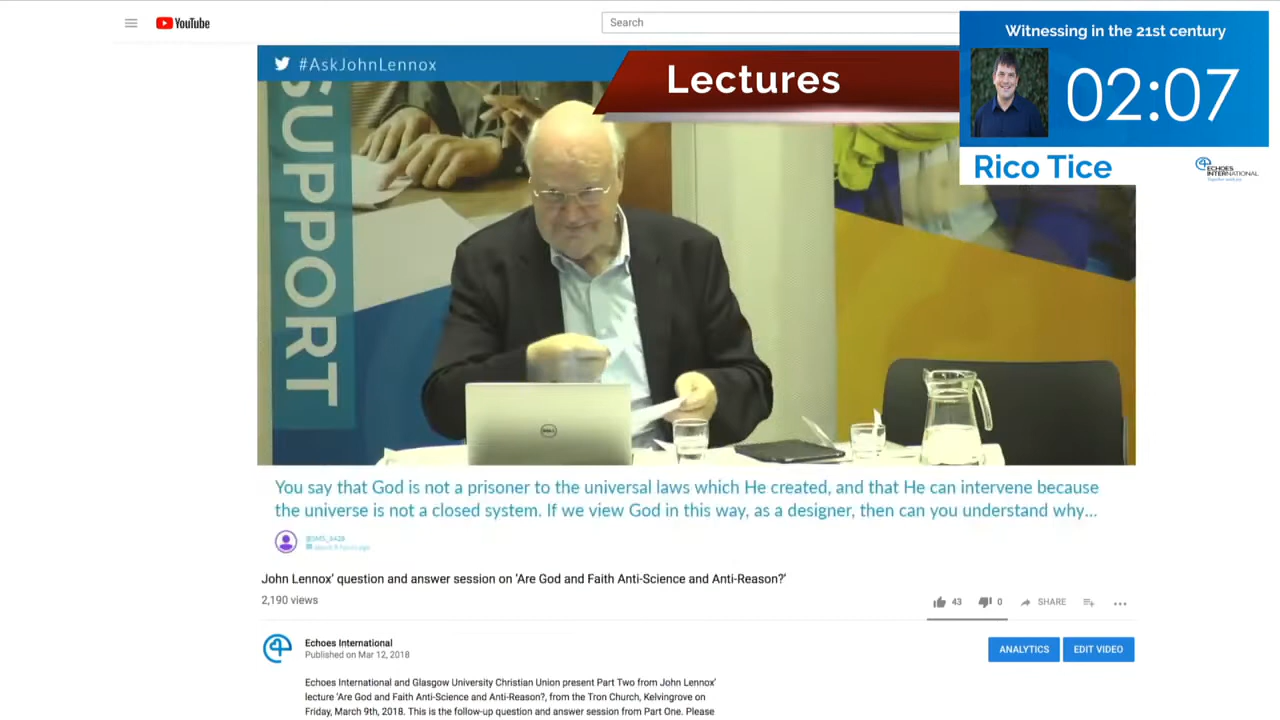 YouTube
Search
Witnessing in the 21st century
02:07
Rico Tice
ECHOES
INTERNATIONAL
#AskJohnLennox
Lectures
SUPPORT
DELL
You say that God is not a prisoner to the universal laws which He created, and that He can intervene because
the universe is not a closed system. If we view God in this way, as a designer, then can you understand why...
about 5 hours ago
John Lennox' question and answer session on 'Are God and Faith Anti-Science and Anti-Reason?'
2,190 views
43
0
SHARE
Echoes International
Published on Mar 12, 2018
ANALYTICS
EDIT VIDEO
Echoes International and Glasgow University Christian Union present Part Two from John Lennox'
lecture 'Are God and Faith Anti-Science and Anti-Reason?, from the Tron Church, Kelvingrove on
Friday, March 9th, 2018. This is the follow-up question and answer session from Part One. Please